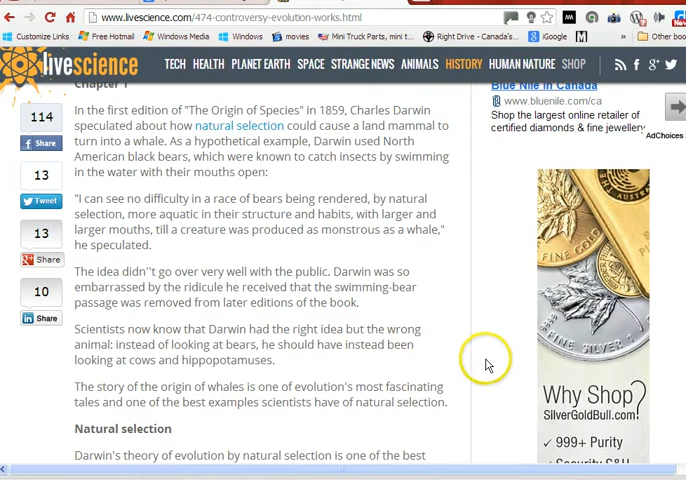 www.livescience.com/474-controversy-evolution-works.html
Customize Links Free Hotmail Windows Media Windows movies Mini Truck Parts, mini t... Right Drive - Canada's... iGoogle M » Other boo
livescience TECH HEALTH PLANET EARTH SPACE STRANGE NEWS ANIMALS HISTORY HUMAN NATURE SHOP
Chapter 1
114
Share
13
Tweet
13
Share
10
Share
In the first edition of "The Origin of Species" in 1859, Charles Darwin
speculated about how natural selection could cause a land mammal to
turn into a whale. As a hypothetical example, Darwin used North
American black bears, which were known to catch insects by swimming
in the water with their mouths open:
"I can see no difficulty in a race of bears being rendered, by natural
selection, more aquatic in their structure and habits, with larger and
larger mouths, till a creature was produced as monstrous as a whale,"
he speculated.
The idea didn''t go over very well with the public. Darwin was so
embarrassed by the ridicule he received that the swimming-bear
passage was removed from later editions of the book.
Scientists now know that Darwin had the right idea but the wrong
animal: instead of looking at bears, he should have instead been
looking at cows and hippopotamuses.
The story of the origin of whales is one of evolution's most fascinating
tales and one of the best examples scientists have of natural selection.
Natural selection
Darwin's theory of evolution by natural selection is one of the best
Blue Nile in Canada
www.bluenile.com/ca
Shop the largest online retailer of
certified diamonds & fine jewellery.
AdChoices
FINE GOLD
FINE SILVER 1
Why Shop?
SilverGoldBull.com?
✓ 999+ Purity
Security S&H